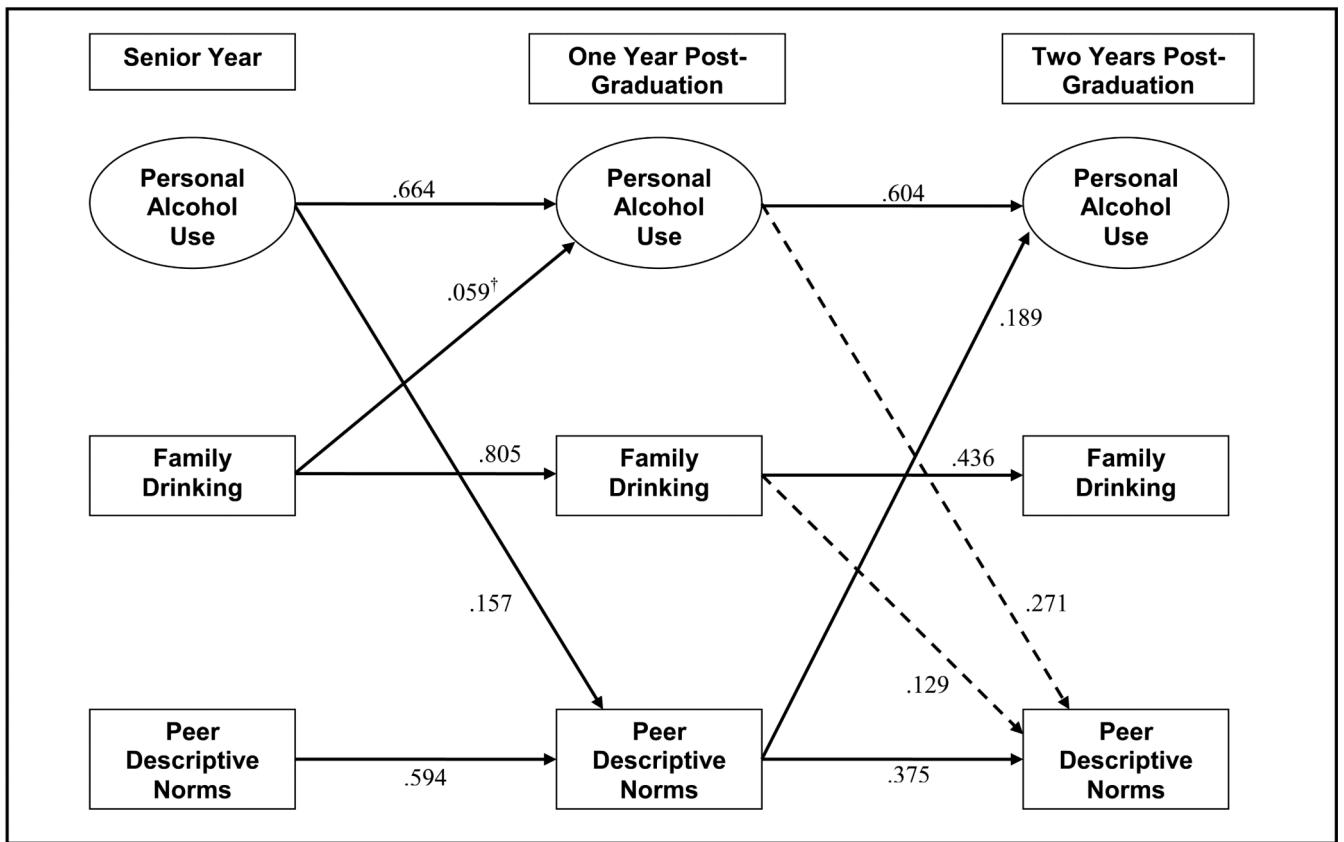 Senior Year
One Year Post-
Graduation
Two Years Post-
Graduation
Personal
Alcohol
Use
.664
Personal
Alcohol
Use
.604
Personal
Alcohol
Use
.059†
.189
Family
Drinking
.805
Family
Drinking
.436
Family
Drinking
.157
.271
.129
Peer
Descriptive
Norms
.594
Peer
Descriptive
Norms
.375
Peer
Descriptive
Norms